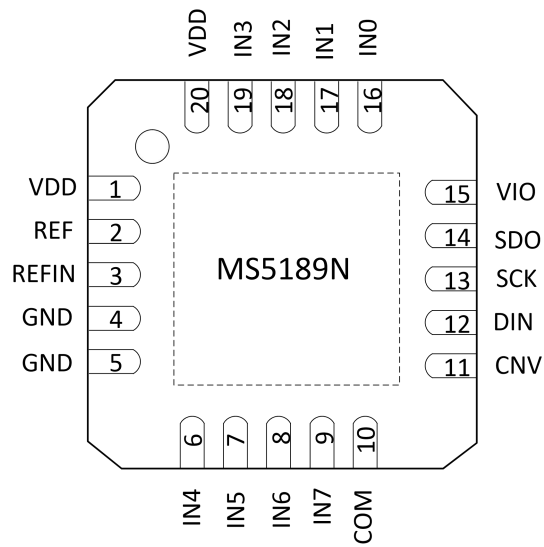 VDD
IN3
IN2
IN1
IN0
20
19
18
17
16
VDD 1
REF 2
REFIN 3
GND 4
GND 5
MS5189N
15 VIO
14 SDO
13 SCK
12 DIN
11 CNV
6
7
8
9
10
IN4
IN5
IN6
IN7
COM